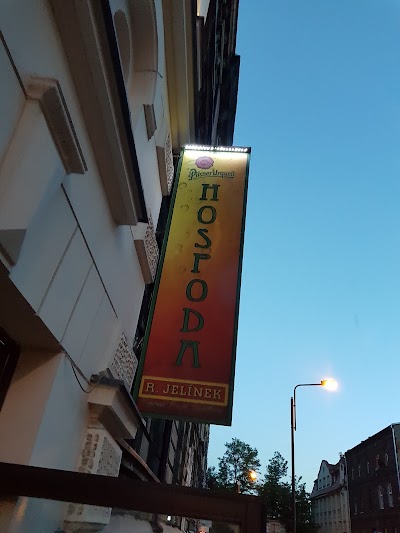 Pilsner Urquell
HOSPODA
R. JELÍNEK